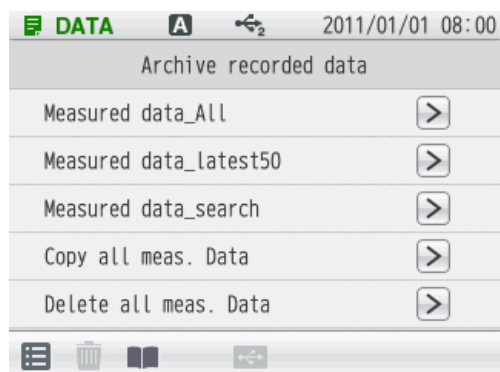 DATA A 2 2011/01/01 08:00
Archive recorded data
Measured data_All
Measured data_latest50
Measured data_search
Copy all meas. Data
Delete all meas. Data